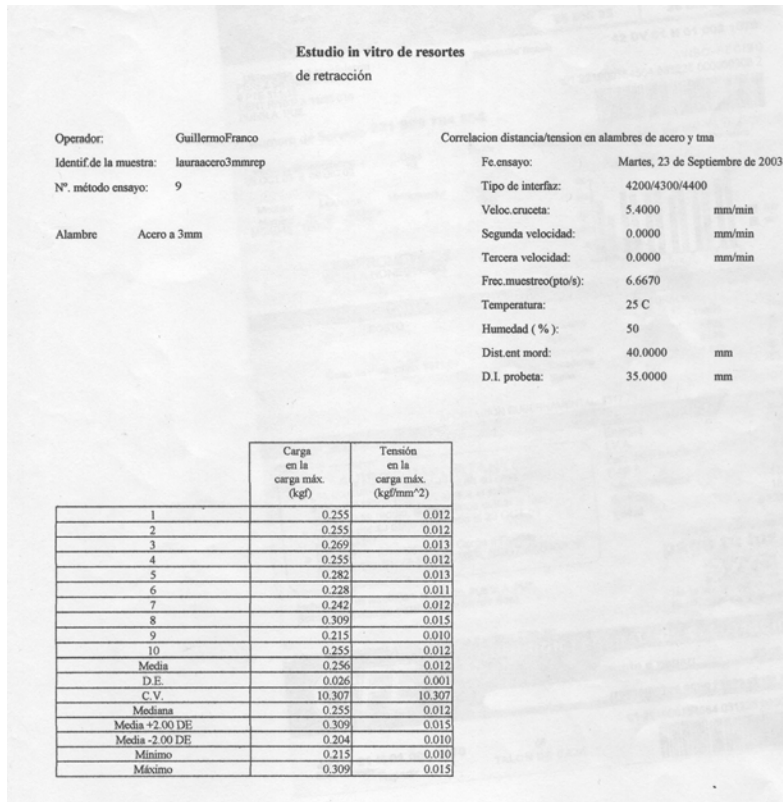 Estudio in vitro de resortes
de retracción
Operador: GuillermoFranco
Identif.de la muestra: lauraacero3mmrep
Nº. método ensayo: 9
Alambre Acero a 3mm
Correlacion distancia/tension en alambres de acero y tma
Fe.ensayo: Martes, 23 de Septiembre de 2003
Tipo de interfaz: 4200/4300/4400
Veloc.cruceta: 5.4000 mm/min
Segunda velocidad: 0.0000 mm/min
Tercera velocidad: 0.0000 mm/min
Frec.muestreo(pto/s): 6.6670
Temperatura: 25 C
Humedad ( % ): 50
Dist.ent mord: 40.0000 mm
D.I. probeta: 35.0000 mm
Carga Tensión
en la en la
carga máx. carga máx.
(kgf) (kgf/mm^2)
1 0.255 0.012
2 0.255 0.012
3 0.269 0.013
4 0.255 0.012
5 0.282 0.013
6 0.228 0.011
7 0.242 0.012
8 0.309 0.015
9 0.215 0.010
10 0.255 0.012
Media 0.256 0.012
D.E. 0.026 0.001
C.V. 10.307 10.307
Mediana 0.255 0.012
Media +2.00 DE 0.309 0.015
Media -2.00 DE 0.204 0.010
Mínimo 0.215 0.010
Máximo 0.309 0.015